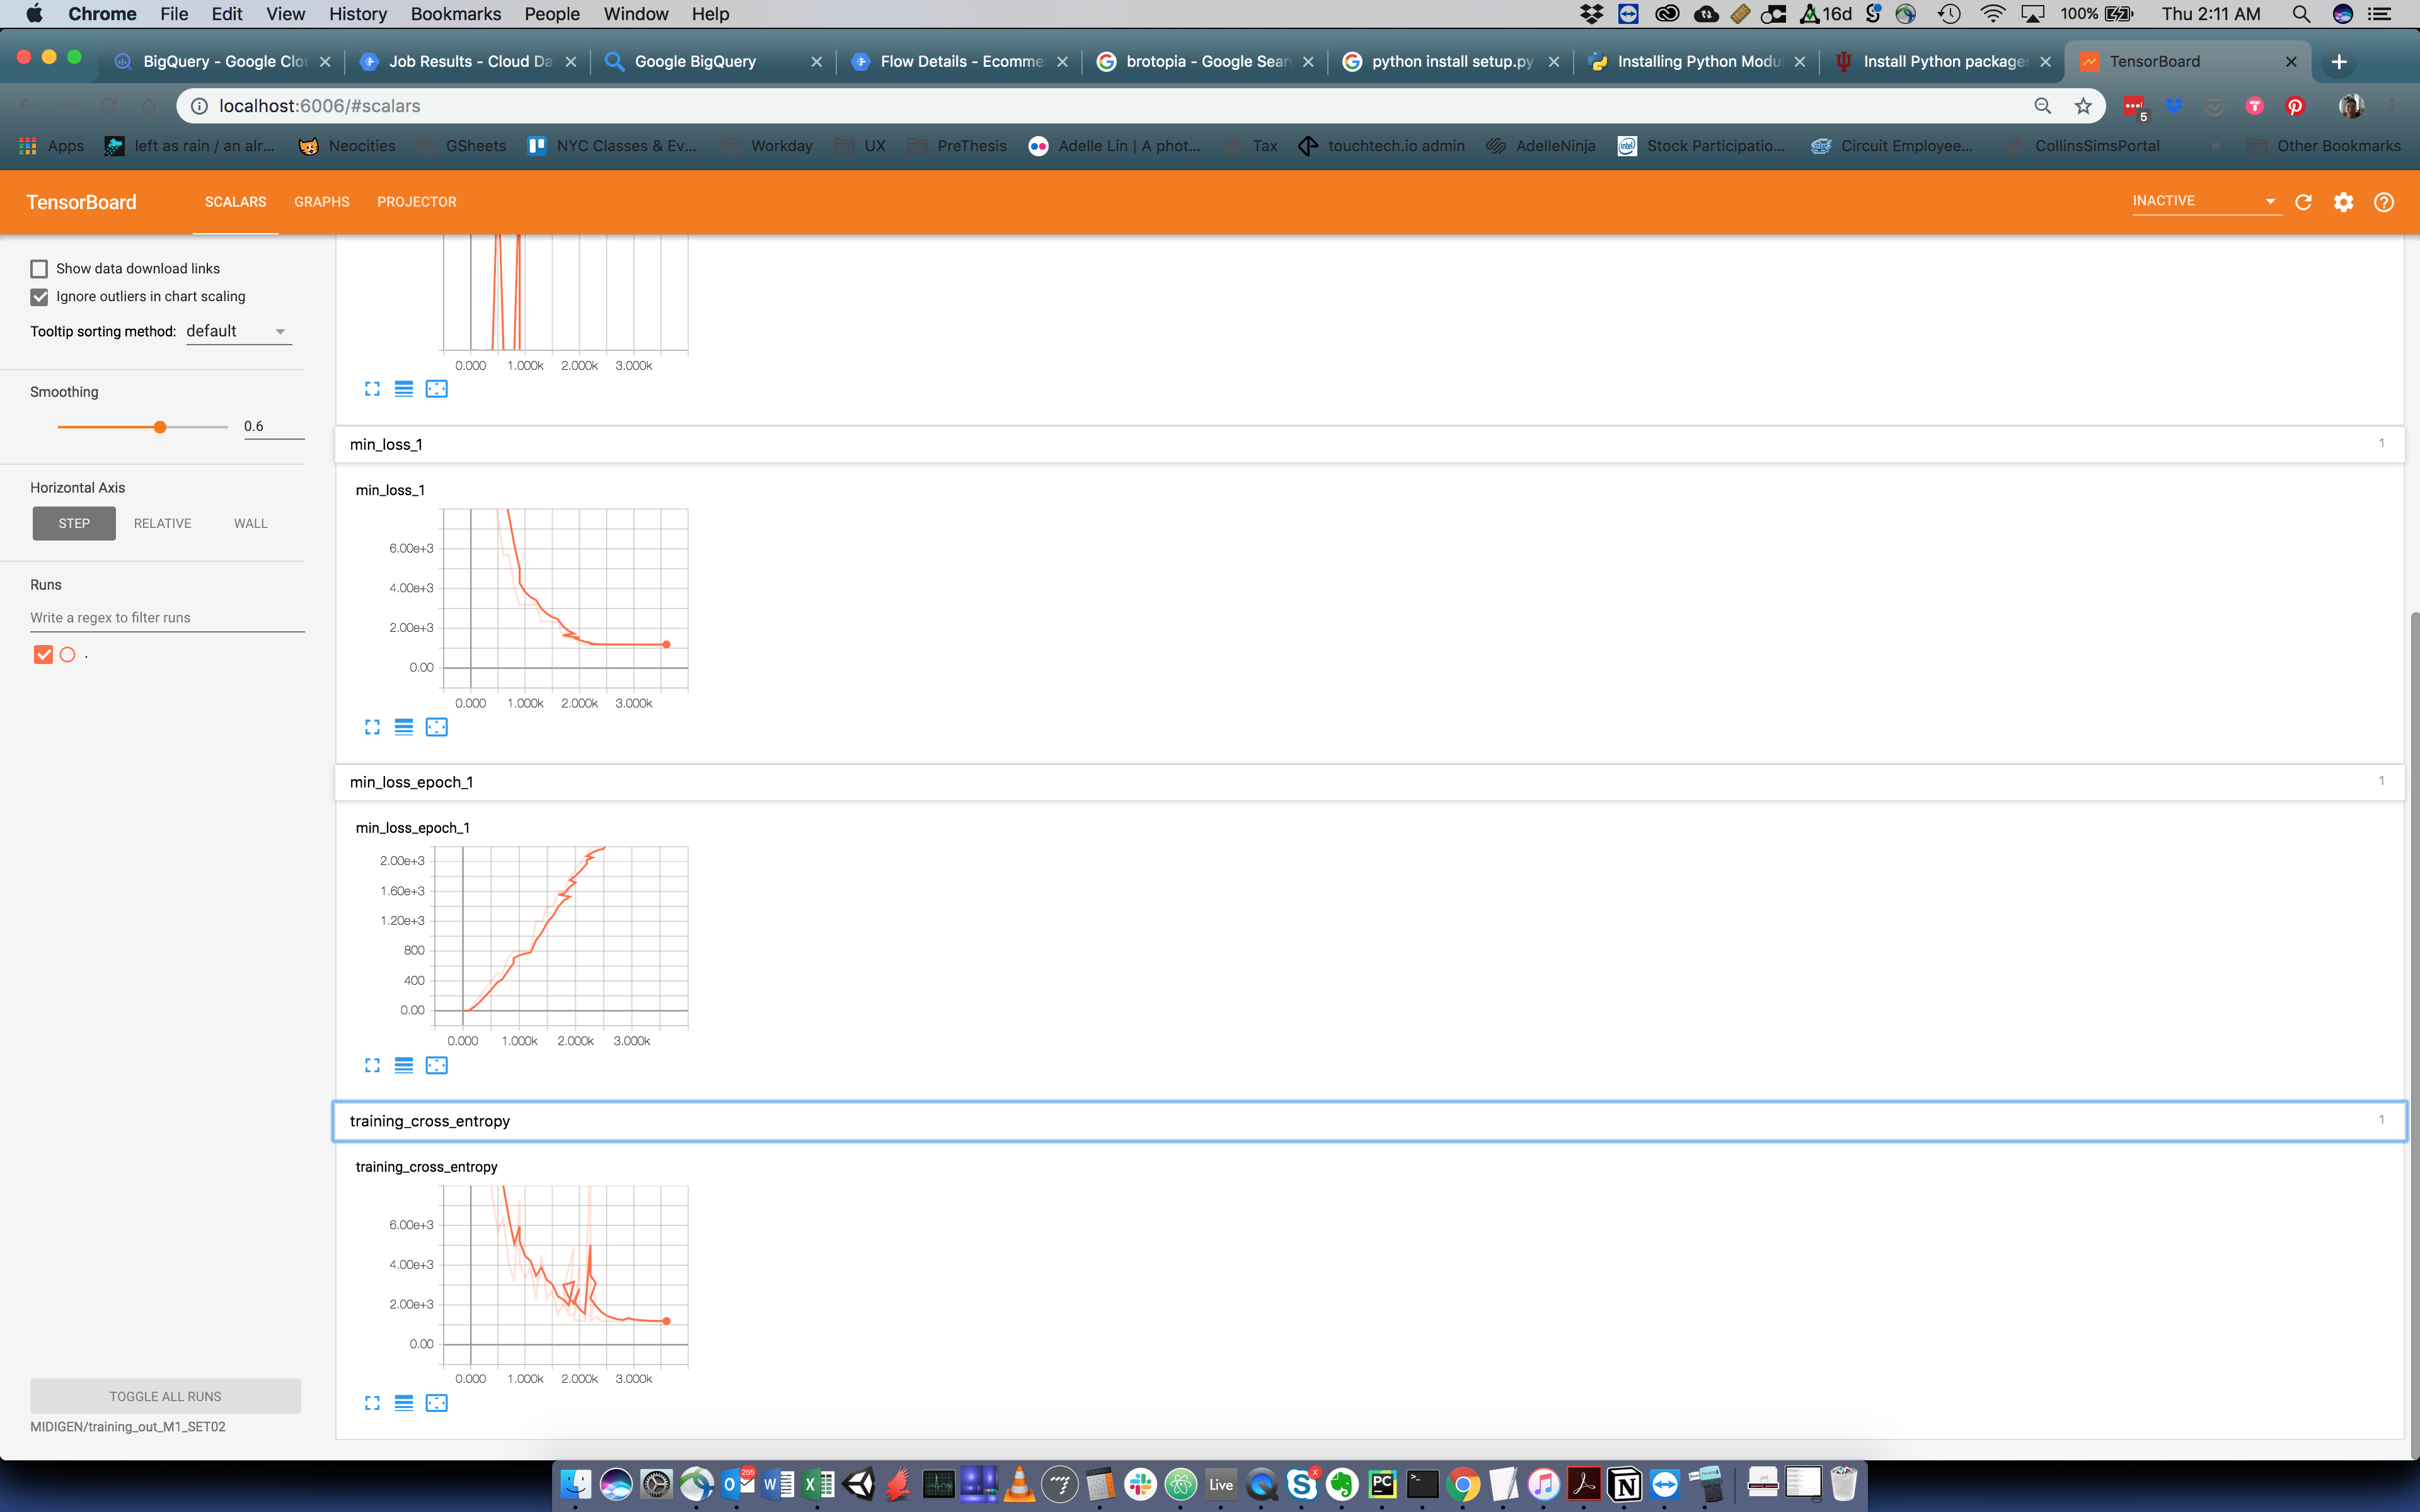 Chrome File Edit View History Bookmarks People Window Help 16d 100% Thu 2:11 AM
BigQuery - Google Clou Job Results - Cloud Da Google BigQuery Flow Details - Ecomme brotopia - Google Sear python install setup.py Installing Python Modul Install Python package TensorBoard
localhost:6006/#scalars 5
Apps left as rain / an alr... Neocities GSheets NYC Classes & Ev... Workday UX PreThesis Adelle Lin | A phot... Tax touchtech.io admin AdelleNinja Stock Participatio... Circuit Employee... CollinsSimsPortal » Other Bookmarks
TensorBoard SCALARS GRAPHS PROJECTOR INACTIVE
Show data download links
Ignore outliers in chart scaling
Tooltip sorting method: default
Smoothing
0.6
Horizontal Axis
STEP RELATIVE WALL
Runs
Write a regex to filter runs
.
TOGGLE ALL RUNS
MIDIGEN/training_out_M1_SET02
0.000 1.000k 2.000k 3.000k
min_loss_1 1
min_loss_1
6.00e+3
4.00e+3
2.00e+3
0.00
0.000 1.000k 2.000k 3.000k
min_loss_epoch_1 1
min_loss_epoch_1
2.00e+3
1.60e+3
1.20e+3
800
400
0.00
0.000 1.000k 2.000k 3.000k
training_cross_entropy 1
training_cross_entropy
6.00e+3
4.00e+3
2.00e+3
0.00
0.000 1.000k 2.000k 3.000k
255 Live PC